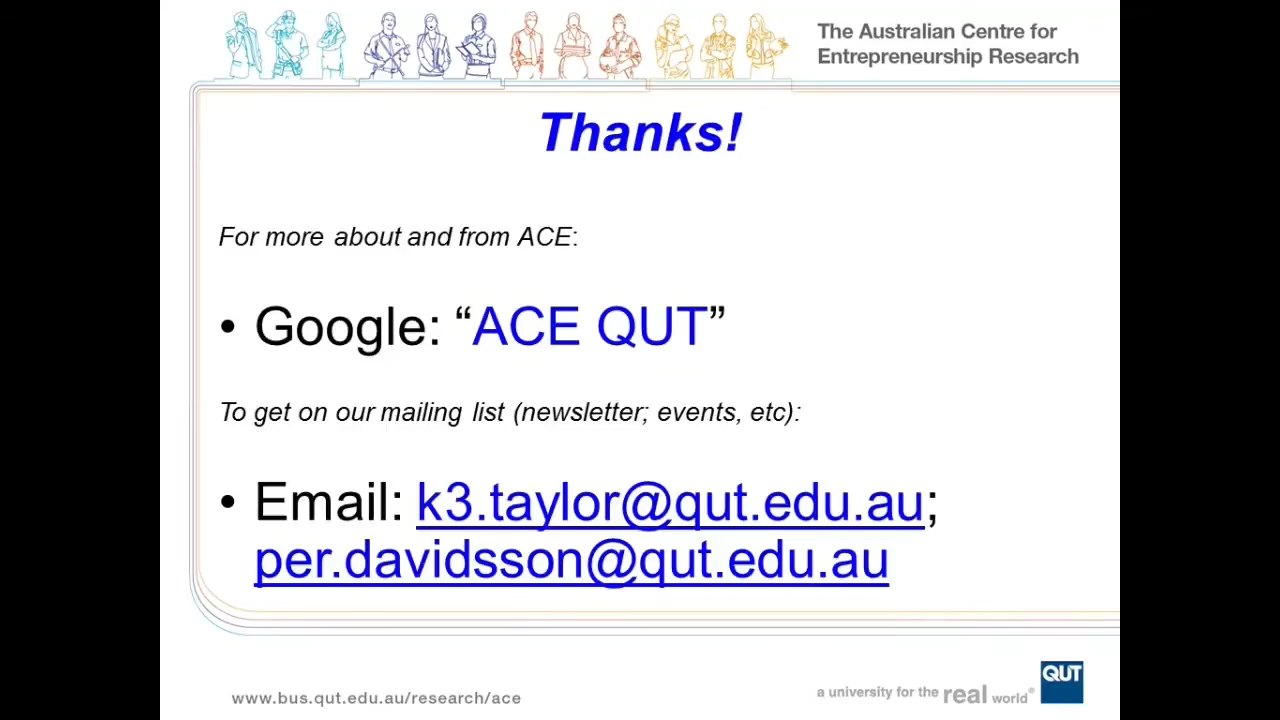 The Australian Centre for
Entrepreneurship Research
Thanks!
For more about and from ACE:
• Google: “ACE QUT”
To get on our mailing list (newsletter; events, etc):
• Email: k3.taylor@qut.edu.au;
per.davidsson@qut.edu.au
www.bus.qut.edu.au/research/ace
a university for the real world®
QUT